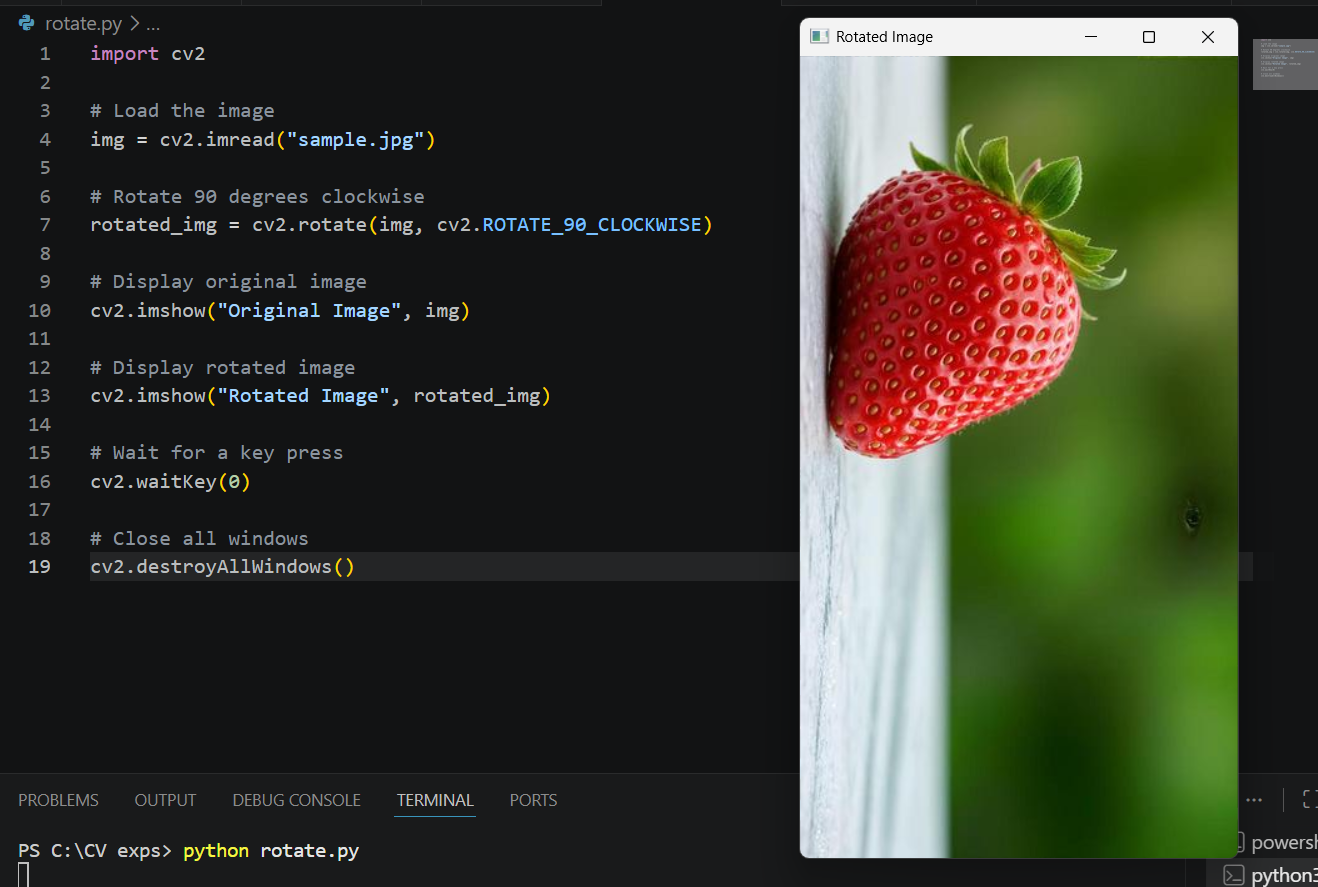 rotate.py > ...
Rotated Image
1 import cv2
2
3 # Load the image
4 img = cv2.imread("sample.jpg")
5
6 # Rotate 90 degrees clockwise
7 rotated_img = cv2.rotate(img, cv2.ROTATE_90_CLOCKWISE)
8
9 # Display original image
10 cv2.imshow("Original Image", img)
11
12 # Display rotated image
13 cv2.imshow("Rotated Image", rotated_img)
14
15 # Wait for a key press
16 cv2.waitKey(0)
17
18 # Close all windows
19 cv2.destroyAllWindows()
PROBLEMS OUTPUT DEBUG CONSOLE TERMINAL PORTS ...
PS C:\CV exps> python rotate.py
powersh
python3